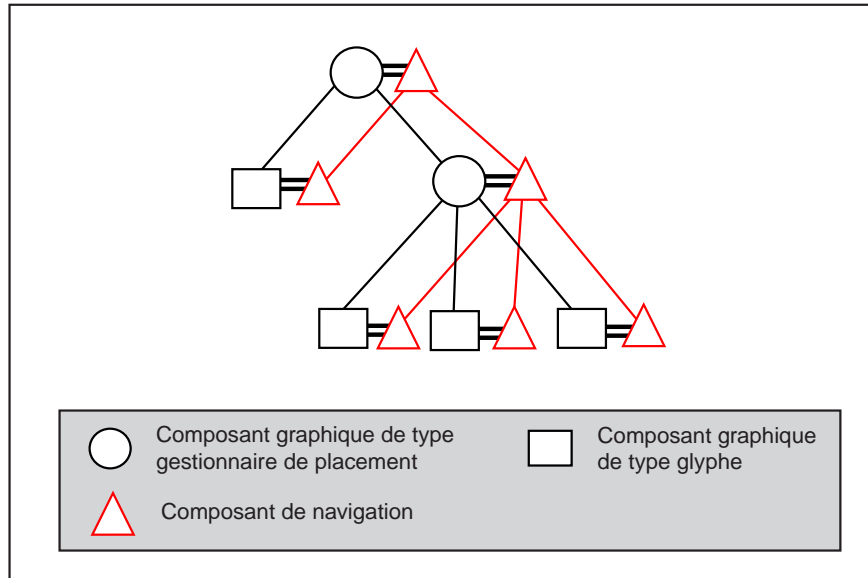 Composant graphique de type
gestionnaire de placement
Composant graphique
de type glyphe
Composant de navigation